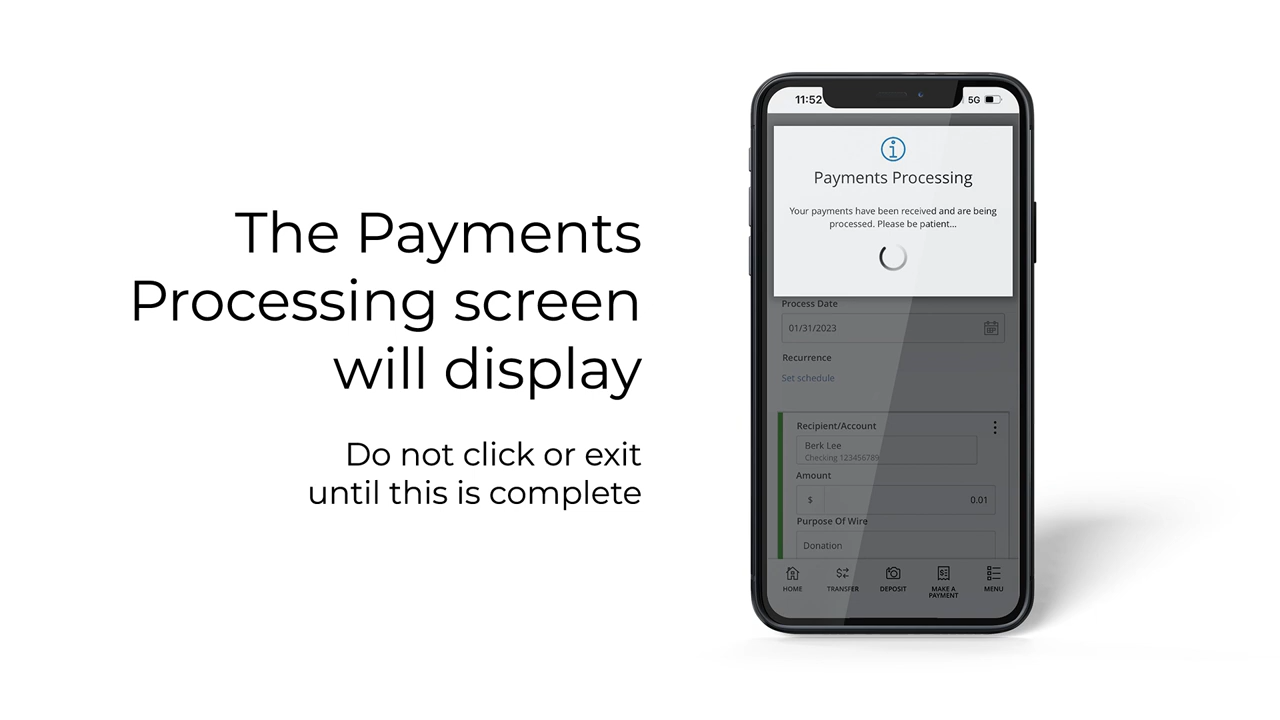 The Payments
Processing screen
will display
Do not click or exit
until this is complete
11:52
5G
Payments Processing
Your payments have been received and are being
processed. Please be patient...
Process Date
01/31/2023
Recurrence
Set schedule
Recipient/Account
Berk Lee
Checking 123456789
Amount
$ 0.01
Purpose Of Wire
Donation
HOME TRANSFER DEPOSIT MAKE A MENU
PAYMENT